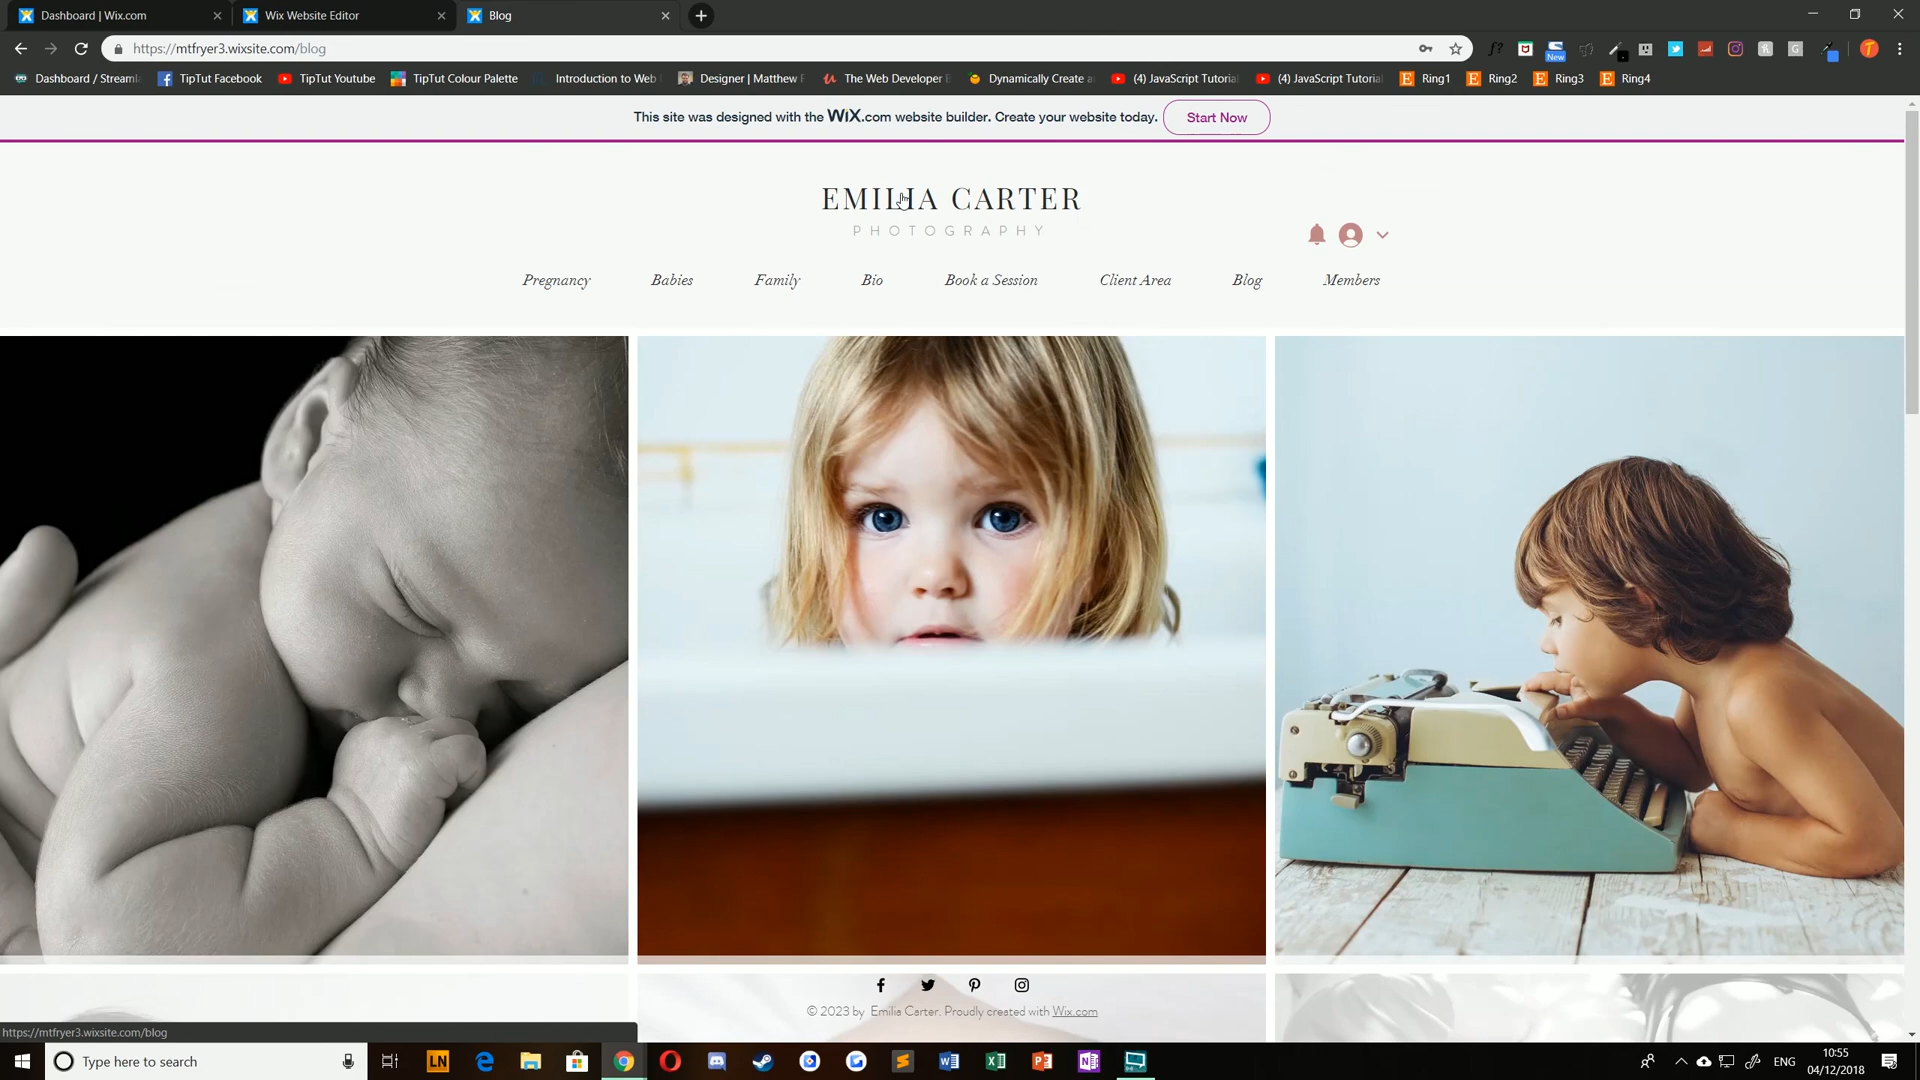 Dashboard | Wix.com
Wix Website Editor
Blog
https://mtfryer3.wixsite.com/blog
f?
New
T
Dashboard / Streaml
TipTut Facebook
TipTut Youtube
TipTut Colour Palette
Introduction to Web
Designer | Matthew F
The Web Developer B
Dynamically Create a
(4) JavaScript Tutoria
(4) JavaScript Tutoria
Ring1
Ring2
Ring3
Ring4
This site was designed with the WiX.com website builder. Create your website today.
Start Now
EMILIA CARTER
PHOTOGRAPHY
Pregnancy
Babies
Family
Bio
Book a Session
Client Area
Blog
Members
© 2023 by Emilia Carter. Proudly created with Wix.com
https://mtfryer3.wixsite.com/blog
Type here to search
LN
ENG
10:55
04/12/2018